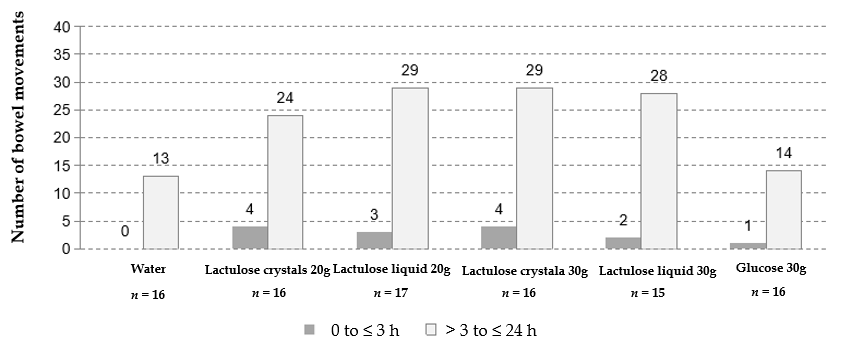 Number of bowel movements
40
35
30
25
20
15
10
5
0
0
13
4
24
3
29
4
29
2
28
1
14
Water
Lactulose crystals 20g
Lactulose liquid 20g
Lactulose crystala 30g
Lactulose liquid 30g
Glucose 30g
n = 16
n = 16
n = 17
n = 16
n = 15
n = 16
0 to ≤ 3 h
> 3 to ≤ 24 h